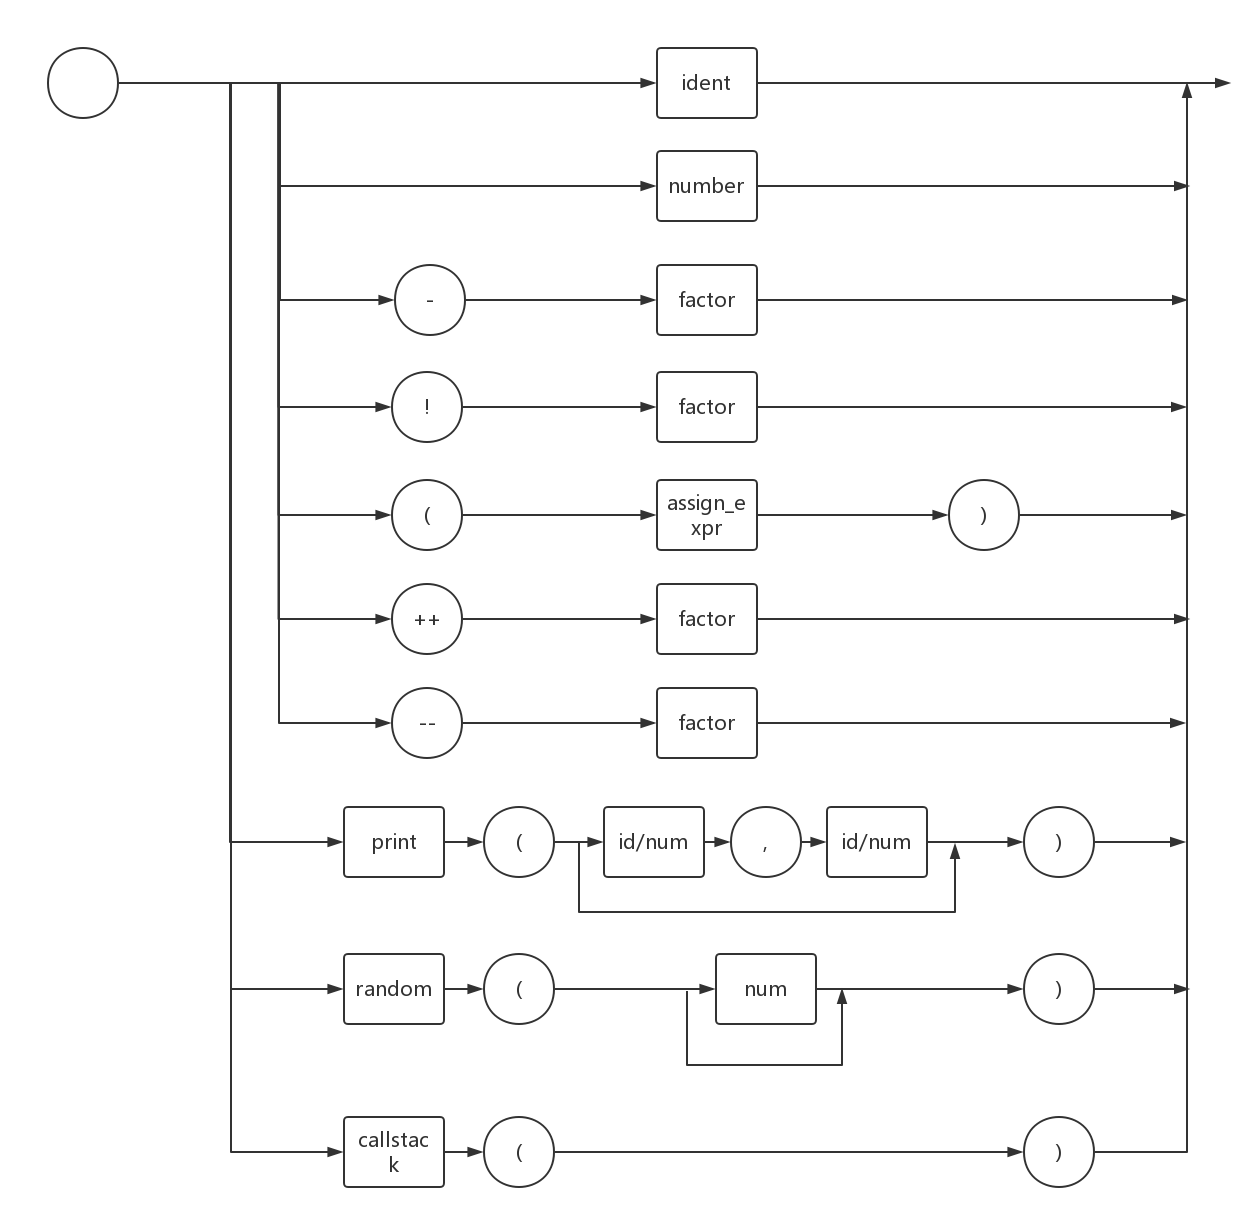 ident
number
- factor
! factor
( assign_e
xpr )
++ factor
-- factor
print ( id/num , id/num )
random ( num )
callstac
k ( )